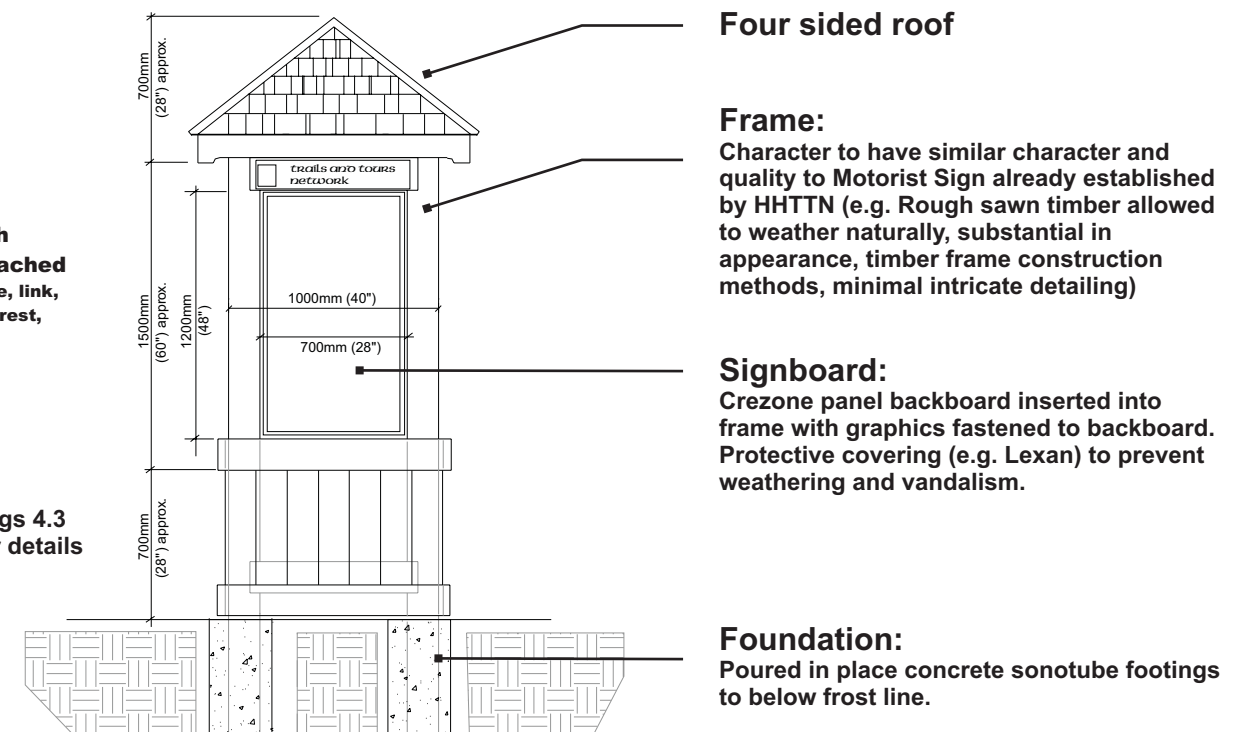 Four sided roof
Frame:
Character to have similar character and
quality to Motorist Sign already established
by HHTTN (e.g. Rough sawn timber allowed
to weather naturally, substantial in
appearance, timber frame construction
methods, minimal intricate detailing)
Signboard:
Crezone panel backboard inserted into
frame with graphics fastened to backboard.
Protective covering (e.g. Lexan) to prevent
weathering and vandalism.
Foundation:
Poured in place concrete sonotube footings
to below frost line.
700mm
(28") approx.
trails and tours
network
1500mm
(60") approx.
1200mm
(48")
1000mm (40")
700mm (28")
700mm
(28") approx.
ached
e, link,
rest,
gs 4.3
details